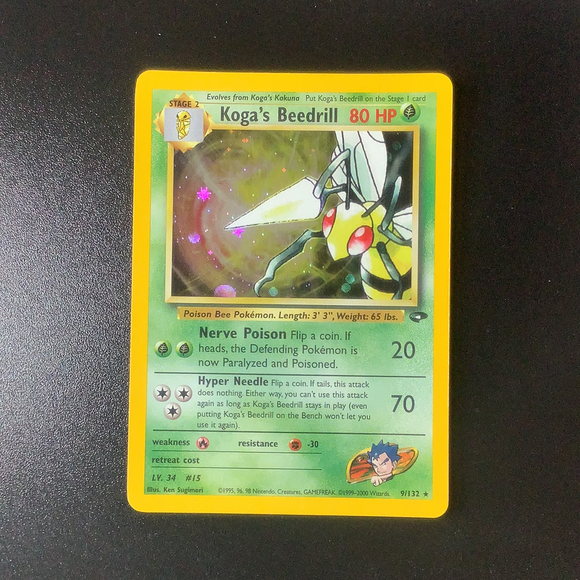 Evolves from Koga's Kakuna Put Koga's Beedrill on the Stage 1 card
STAGE 2
Koga's Beedrill 80 HP
Poison Bee Pokémon. Length: 3' 3", Weight: 65 lbs.
Nerve Poison Flip a coin. If
heads, the Defending Pokémon is
now Paralyzed and Poisoned.
20
Hyper Needle Flip a coin. If tails, this attack
does nothing. Either way, you can't use this attack
again as long as Koga's Beedrill stays in play (even
putting Koga's Beedrill on the Bench won't let you
use it again).
70
weakness resistance -30
retreat cost
LV. 34 #15
Illus. Ken Sugimori ©1995, 96, 98 Nintendo, Creatures, GAMEFREAK. ©1999-2000 Wizards. 9/132 ★